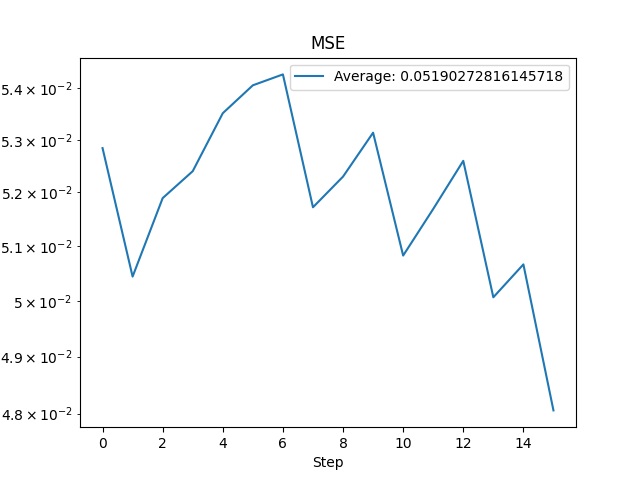 MSE
Average: 0.05190272816145718
5.4 × 10⁻²
5.3 × 10⁻²
5.2 × 10⁻²
5.1 × 10⁻²
5 × 10⁻²
4.9 × 10⁻²
4.8 × 10⁻²
0 2 4 6 8 10 12 14
Step